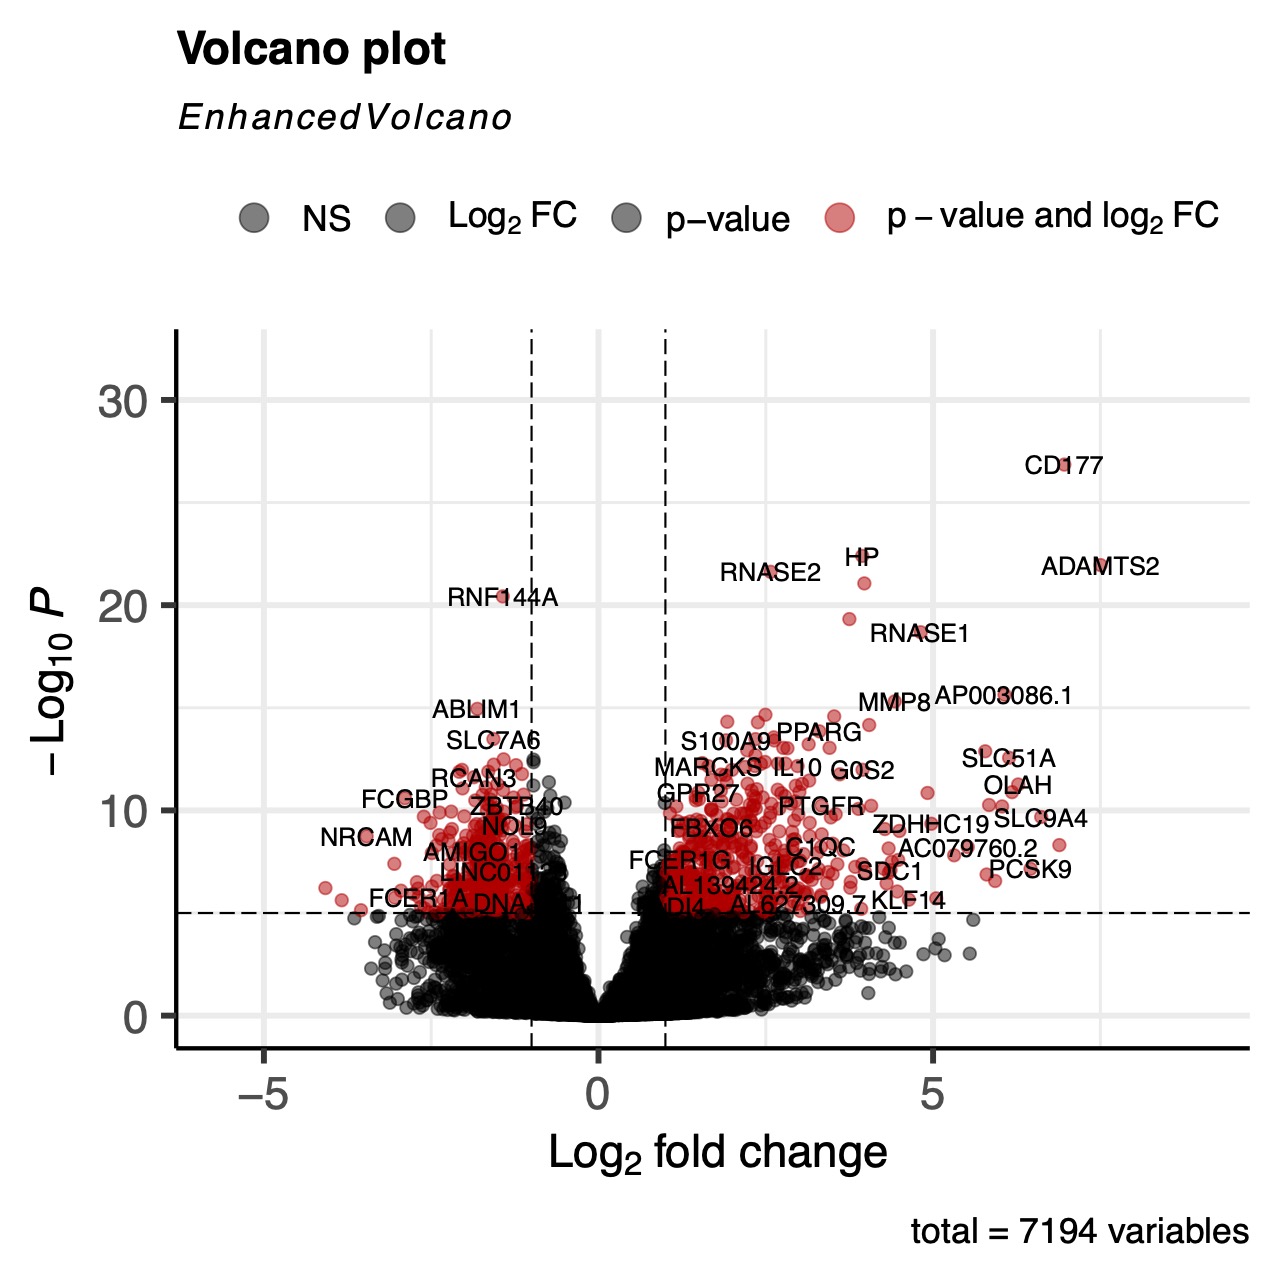 Volcano plot
EnhancedVolcano
NS Log2 FC p−value p − value and log2 FC
30
20
10
0
−Log10 P
CD177
HP
ADAMTS2
RNASE2
RNF144A
RNASE1
AP003086.1
MMP8
ABLIM1
PPARG
SLC7A6
S100A9
SLC51A
MARCKS
IL10
G0S2
RCAN3
OLAH
GPR27
FCGBP
ZBTB40
PTGFR
SLC9A4
NOL9
FBXO6
ZDHHC19
NRCAM
AMIGO1
C1QC
AC079760.2
FCER1G
IGLC2
SDC1
PCSK9
AL139424.2
FCER1A
AL627309.7
KLF14
−5
0
5
Log2 fold change
total = 7194 variables